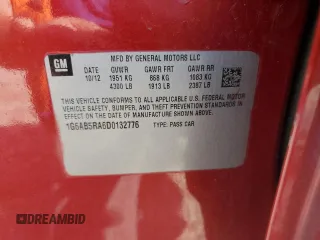 GM
MFD BY GENERAL MOTORS LLC
10/12 GVWR GAWR FRT GAWR RR
1951 KG 868 KG 1083 KG
4300 LB 1913 LB 2387 LB
THIS VEHICLE CONFORMS TO ALL APPLICABLE U.S. FEDERAL MOTOR
VEHICLE SAFETY, BUMPER, AND THEFT PREVENTION STANDARDS IN
EFFECT ON THE DATE OF MANUFACTURE SHOWN ABOVE.
1G6AB5RA6D0132776 TYPE: PASS CAR
DREAMBID